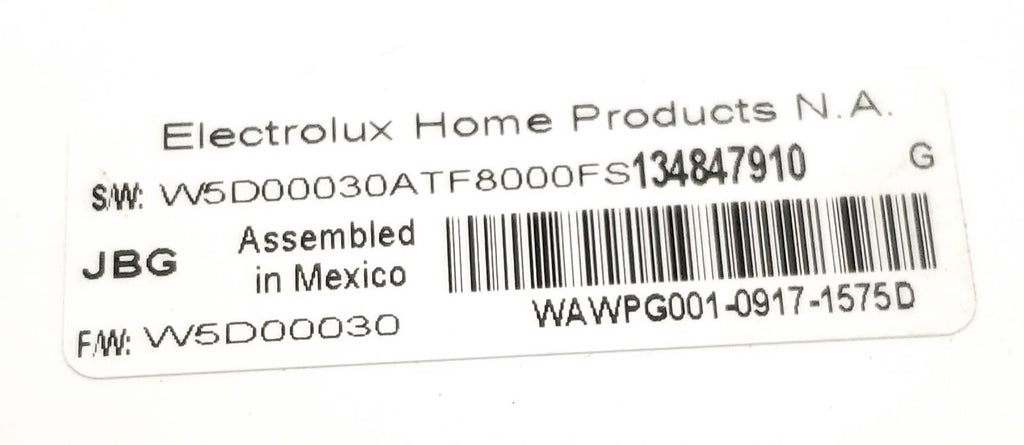 Electrolux Home Products N.A.
S/W: W5D00030ATF8000FS134847910 G
JBG
Assembled
in Mexico
WAWPG001-0917-1575D
F/W: W5D00030